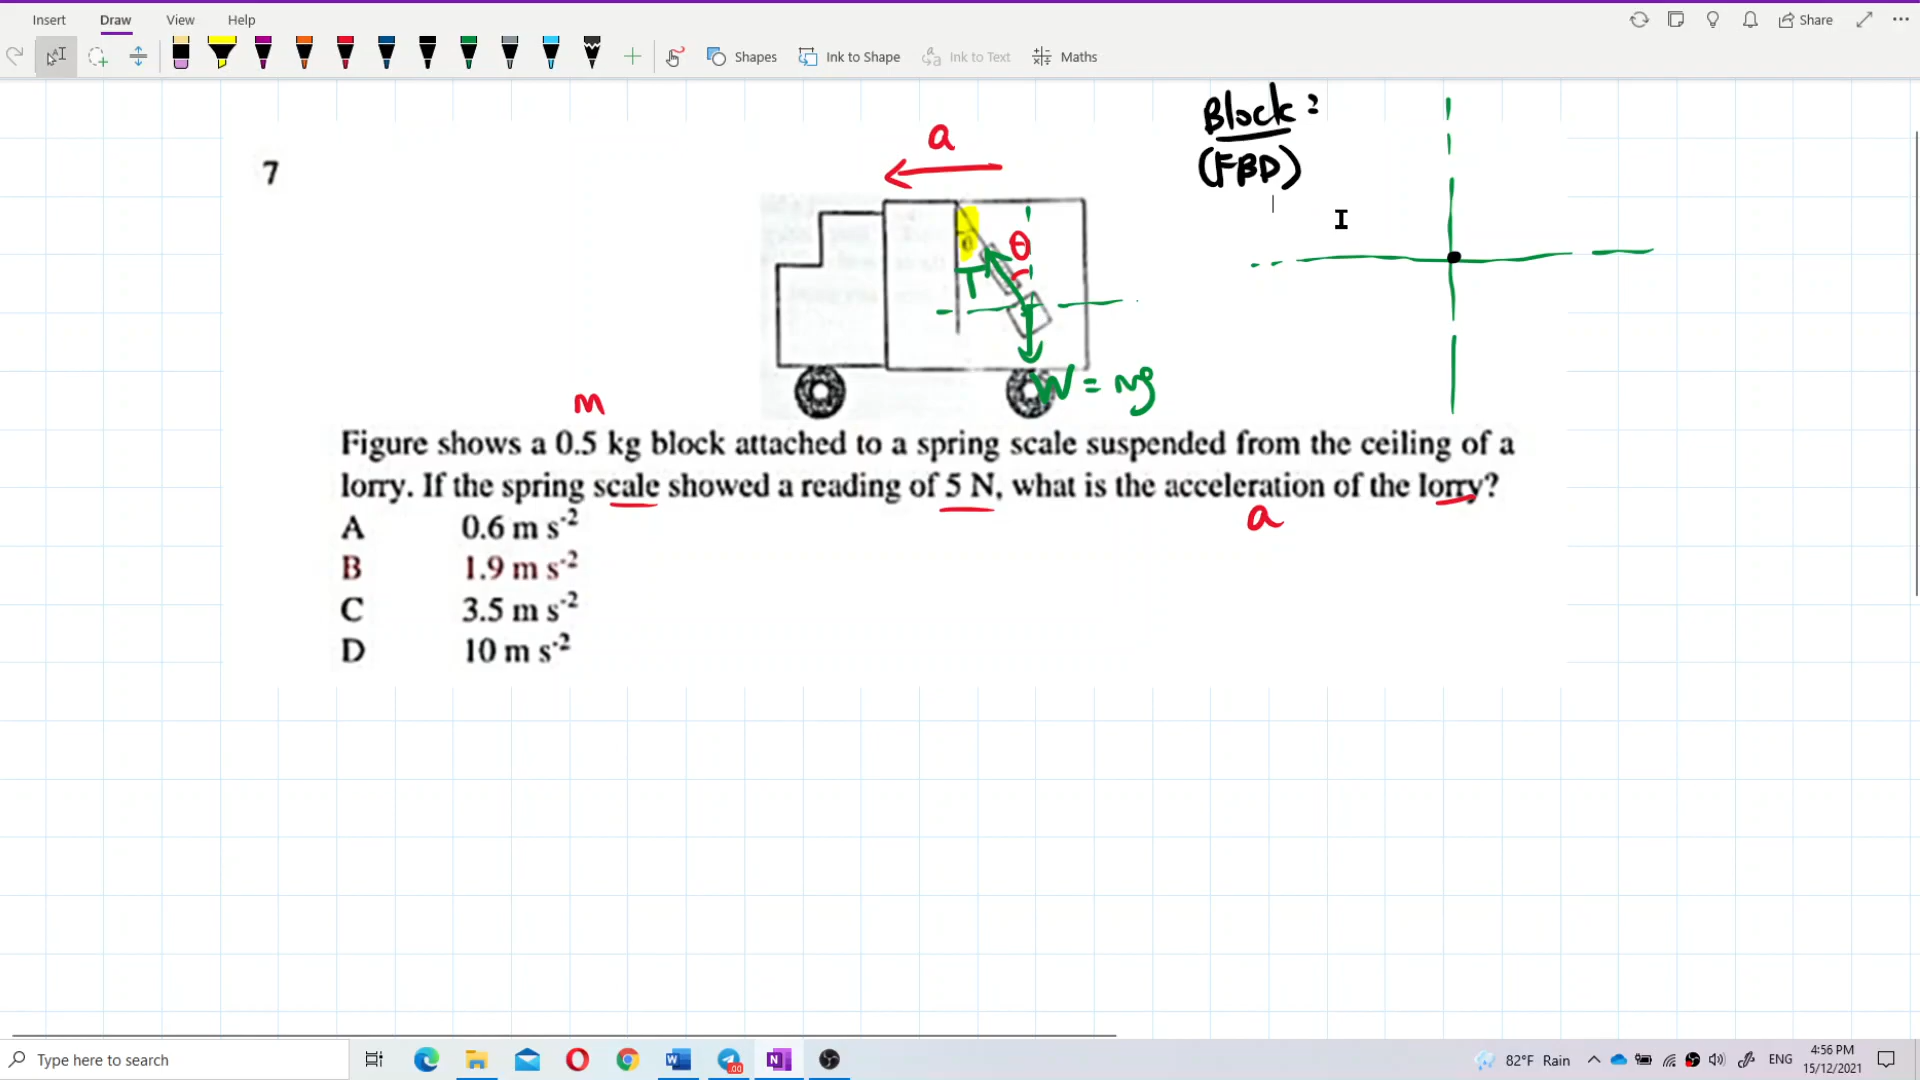 Insert Draw View Help
Share
Shapes Ink to Shape Ink to Text Maths
Block:
(FBD)
a
7
θ
θ
T
W = mg
m
Figure shows a 0.5 kg block attached to a spring scale suspended from the ceiling of a
lorry. If the spring scale showed a reading of 5 N, what is the acceleration of the lorry?
a
A 0.6 m s⁻²
B 1.9 m s⁻²
C 3.5 m s⁻²
D 10 m s⁻²
Type here to search
.00
82°F Rain
ENG
4:56 PM
15/12/2021